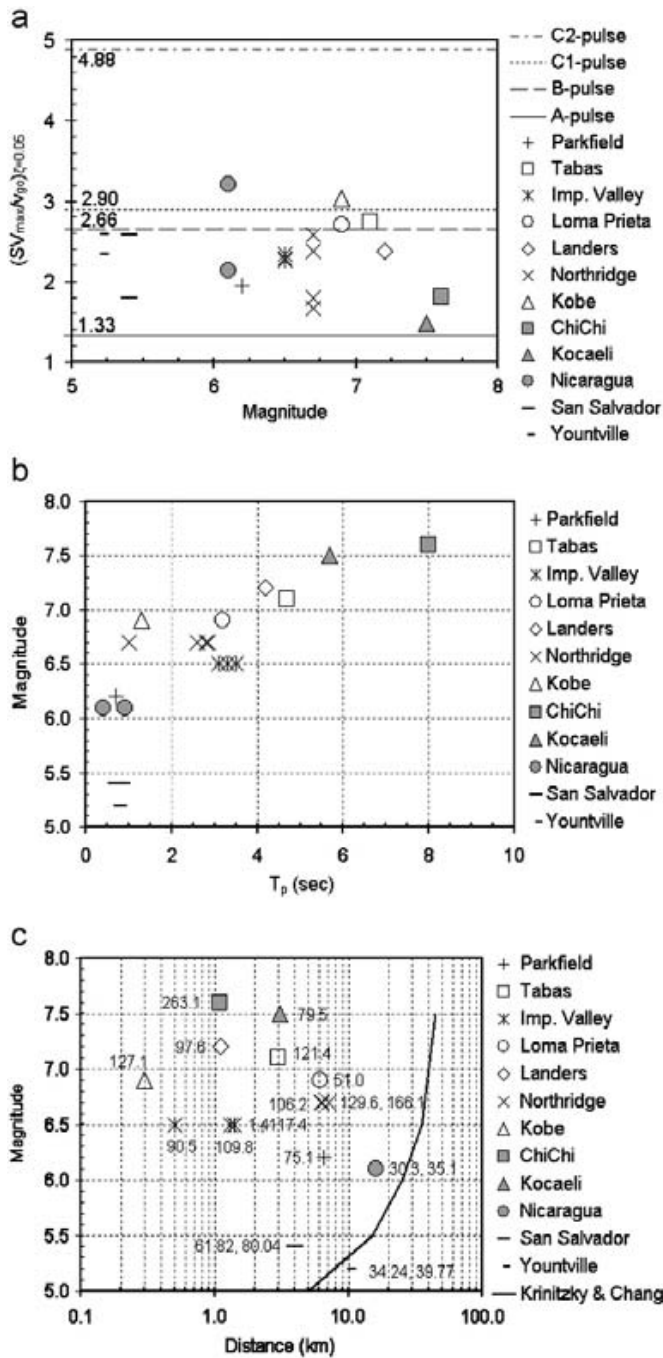 a
5
4
3
2
1
4.88
2.90
2.66
1.33
(SVmax/vgo)ζ=0.05
5 6 7 8
Magnitude
C2-pulse
C1-pulse
B-pulse
A-pulse
Parkfield
Tabas
Imp. Valley
Loma Prieta
Landers
Northridge
Kobe
ChiChi
Kocaeli
Nicaragua
San Salvador
Yountville
b
8.0
7.5
7.0
6.5
6.0
5.5
5.0
Magnitude
0 2 4 6 8 10
Tp (sec)
Parkfield
Tabas
Imp. Valley
Loma Prieta
Landers
Northridge
Kobe
ChiChi
Kocaeli
Nicaragua
San Salvador
Yountville
c
8.0
7.5
7.0
6.5
6.0
5.5
5.0
Magnitude
263.1
79.5
97.6
121.4
127.1
51.0
106.2
129.6, 166.1
90.5
109.8
75.1
30.3, 35.1
61.82, 80.04
34.24, 39.77
0.1 1.0 10.0 100.0
Distance (km)
Parkfield
Tabas
Imp. Valley
Loma Prieta
Landers
Northridge
Kobe
ChiChi
Kocaeli
Nicaragua
San Salvador
Yountville
Krinitzky & Chang